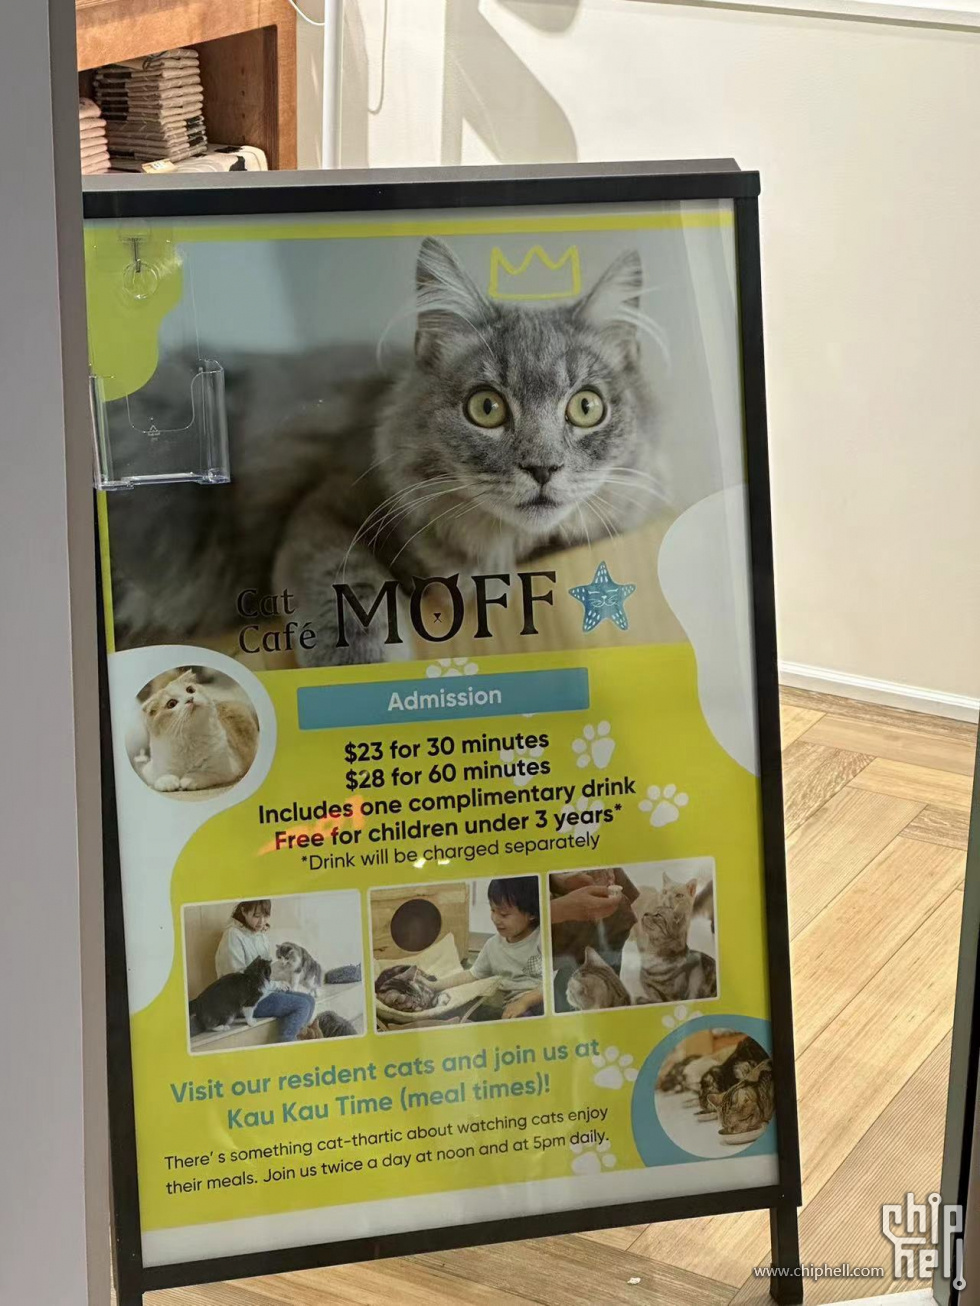 Cat
Café MOFF
Admission
$23 for 30 minutes
$28 for 60 minutes
Includes one complimentary drink
Free for children under 3 years*
*Drink will be charged separately
Visit our resident cats and join us at
Kau Kau Time (meal times)!
There's something cat-thartic about watching cats enjoy
their meals. Join us twice a day at noon and at 5pm daily.
chip
hell
www.chiphell.com